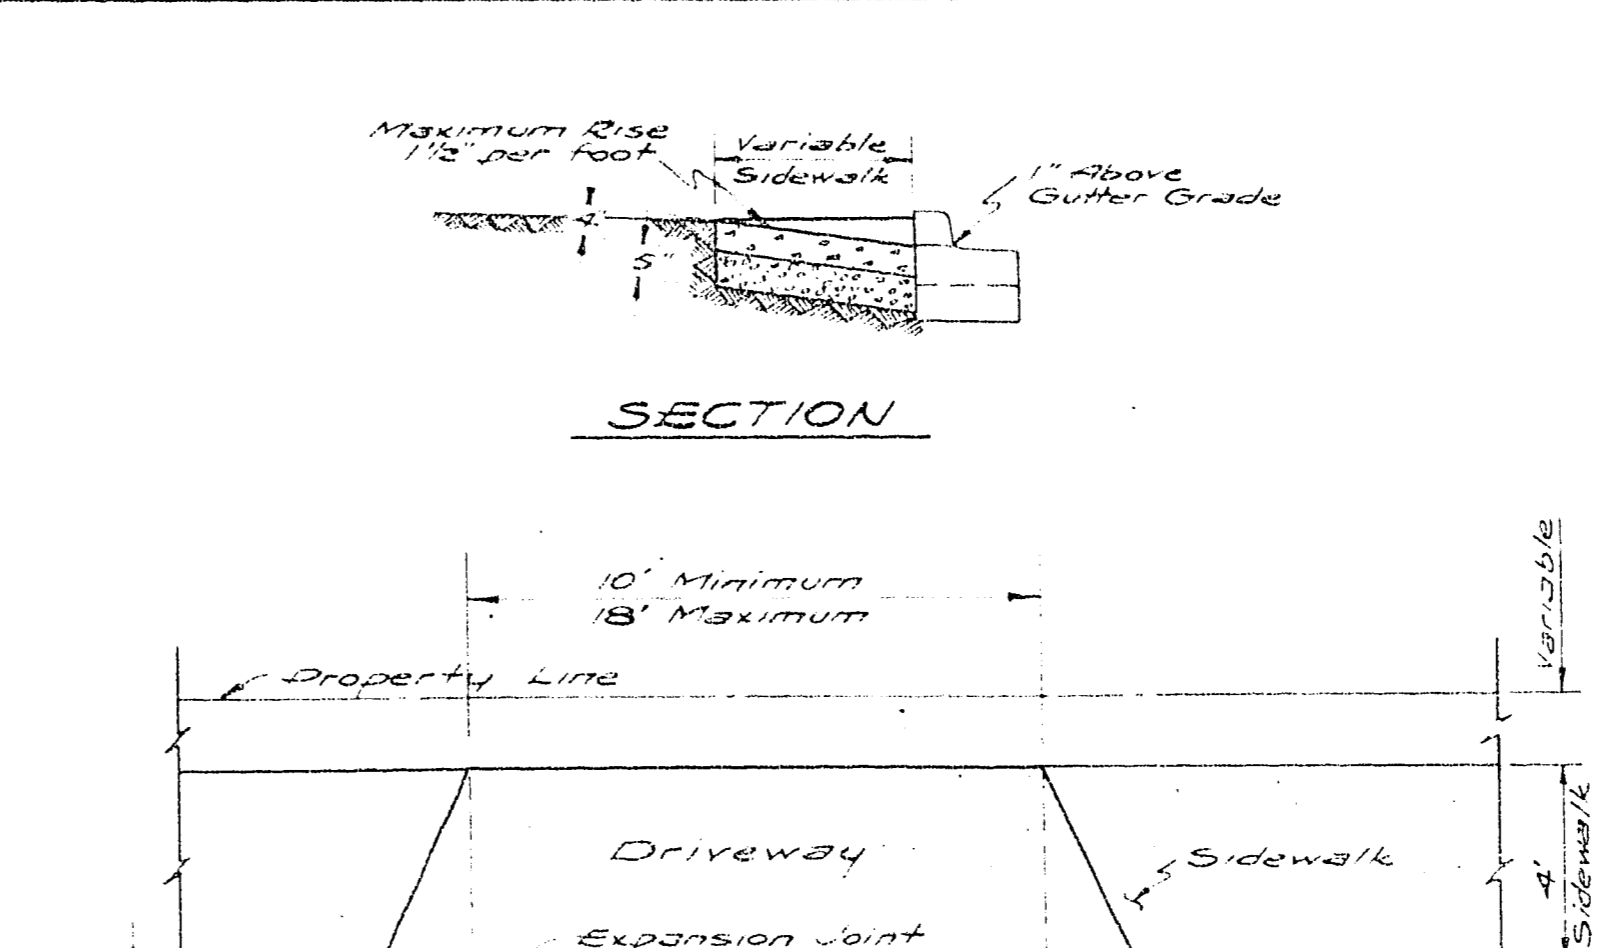 Maximum Rise
1½" per foot
Variable
Sidewalk
1" Above
Gutter Grade
4"
5"
SECTION
10' Minimum
18' Maximum
Variable
Property Line
Driveway
Sidewalk
4'
Sidewalk
Expansion Joint